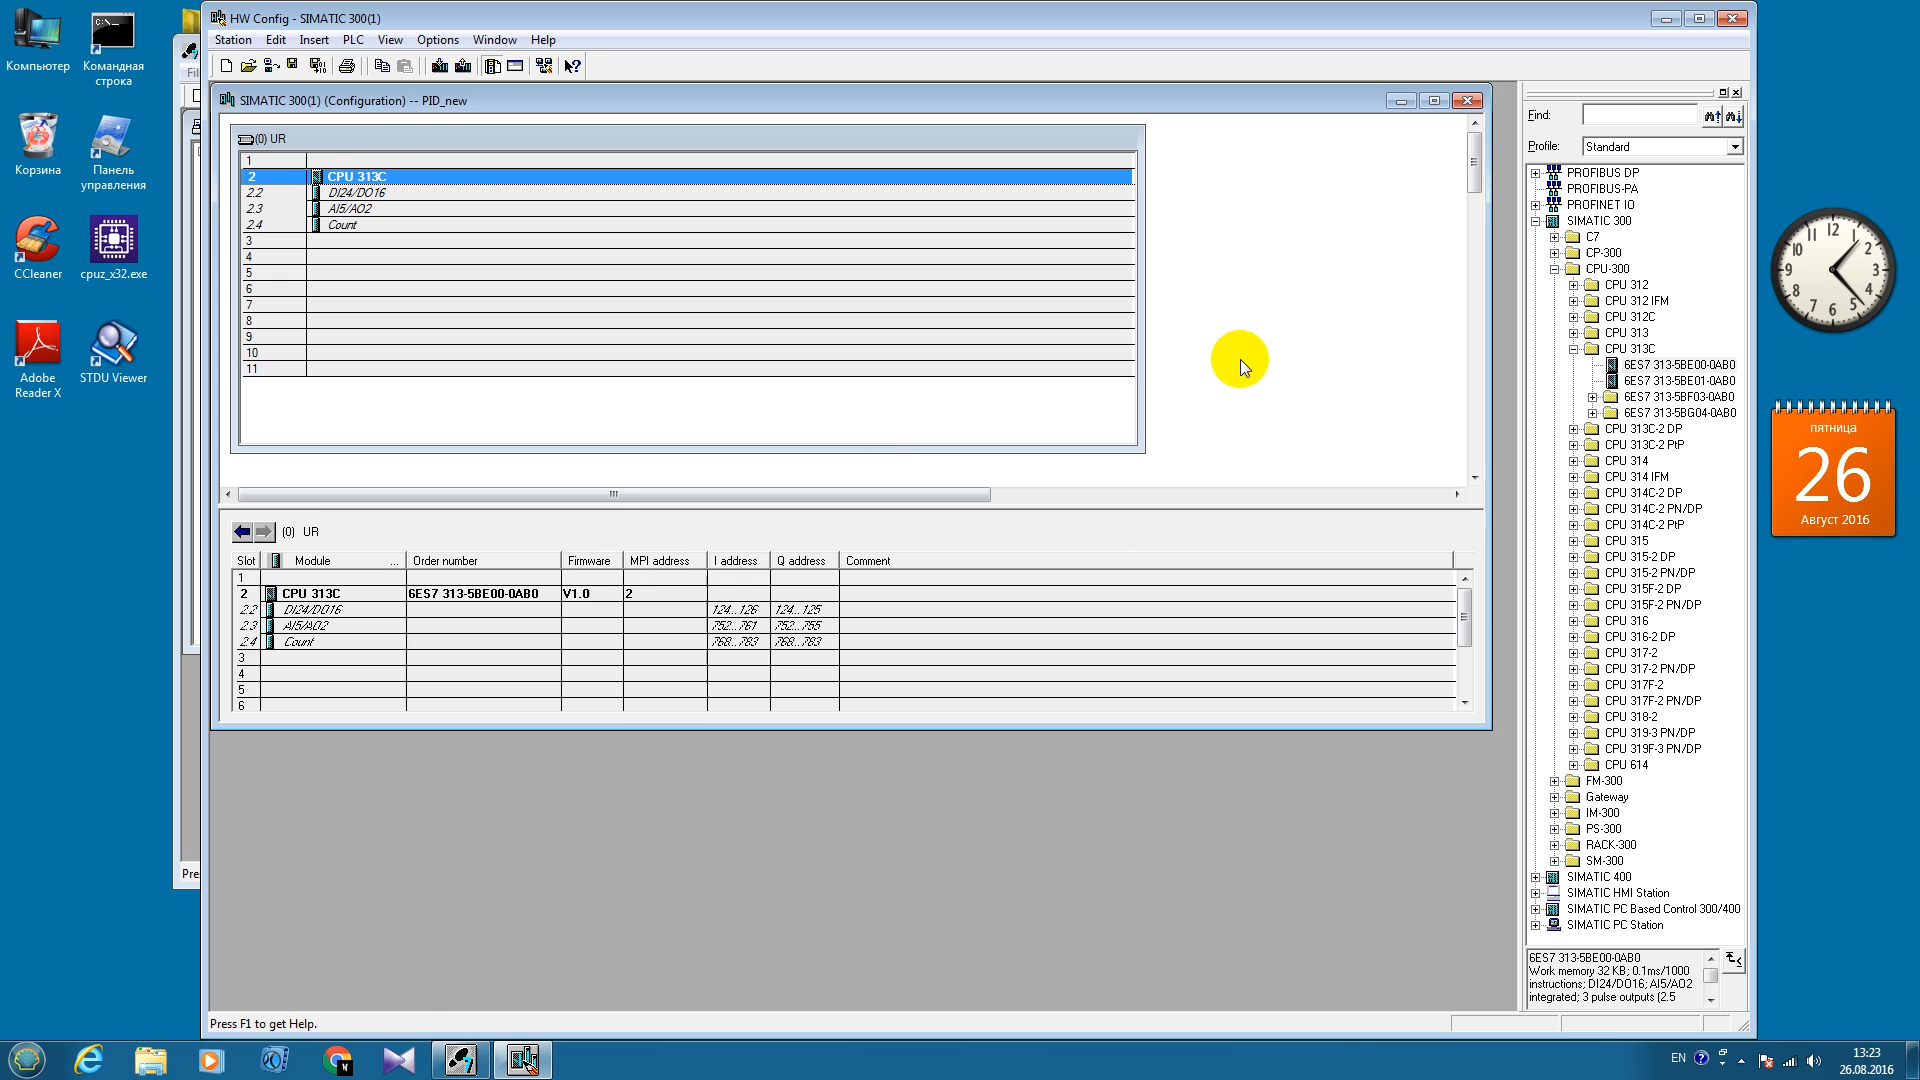 Компьютер
Командная
строка
Корзина
Панель
управления
CCleaner
cpuz_x32.exe
Adobe
Reader X
STDU Viewer
HW Config - SIMATIC 300(1)
Station Edit Insert PLC View Options Window Help
SIMATIC 300(1) (Configuration) -- PID_new
(0) UR
1
2 CPU 313C
2.2 DI24/DO16
2.3 AI5/AO2
2.4 Count
3
4
5
6
7
8
9
10
11
(0) UR
Slot Module ... Order number Firmware MPI address I address Q address Comment
1
2 CPU 313C 6ES7 313-5BE00-0AB0 V1.0 2
2.2 DI24/DO16 124...126 124...125
2.3 AI5/AO2 752...761 752...755
2.4 Count 768...783 768...783
3
4
5
6
Press F1 to get Help.
Find:
Profile: Standard
PROFIBUS DP
PROFIBUS-PA
PROFINET IO
SIMATIC 300
C7
CP-300
CPU-300
CPU 312
CPU 312 IFM
CPU 312C
CPU 313
CPU 313C
6ES7 313-5BE00-0AB0
6ES7 313-5BE01-0AB0
6ES7 313-5BF03-0AB0
6ES7 313-5BG04-0AB0
CPU 313C-2 DP
CPU 313C-2 PtP
CPU 314
CPU 314 IFM
CPU 314C-2 DP
CPU 314C-2 PN/DP
CPU 314C-2 PtP
CPU 315
CPU 315-2 DP
CPU 315-2 PN/DP
CPU 315F-2 DP
CPU 315F-2 PN/DP
CPU 316
CPU 316-2 DP
CPU 317-2
CPU 317-2 PN/DP
CPU 317F-2
CPU 317F-2 PN/DP
CPU 318-2
CPU 319-3 PN/DP
CPU 319F-3 PN/DP
CPU 614
FM-300
Gateway
IM-300
PS-300
RACK-300
SM-300
SIMATIC 400
SIMATIC HMI Station
SIMATIC PC Based Control 300/400
SIMATIC PC Station
6ES7 313-5BE00-0AB0
Work memory 32 KB; 0.1ms/1000
instructions; DI24/DO16; AI5/AO2
integrated; 3 pulse outputs (2.5
Fil
Pre
12 1 2 3 4 5 6 7 8 9 10 11
пятница
26
Август 2016
EN
13:23
26.08.2016